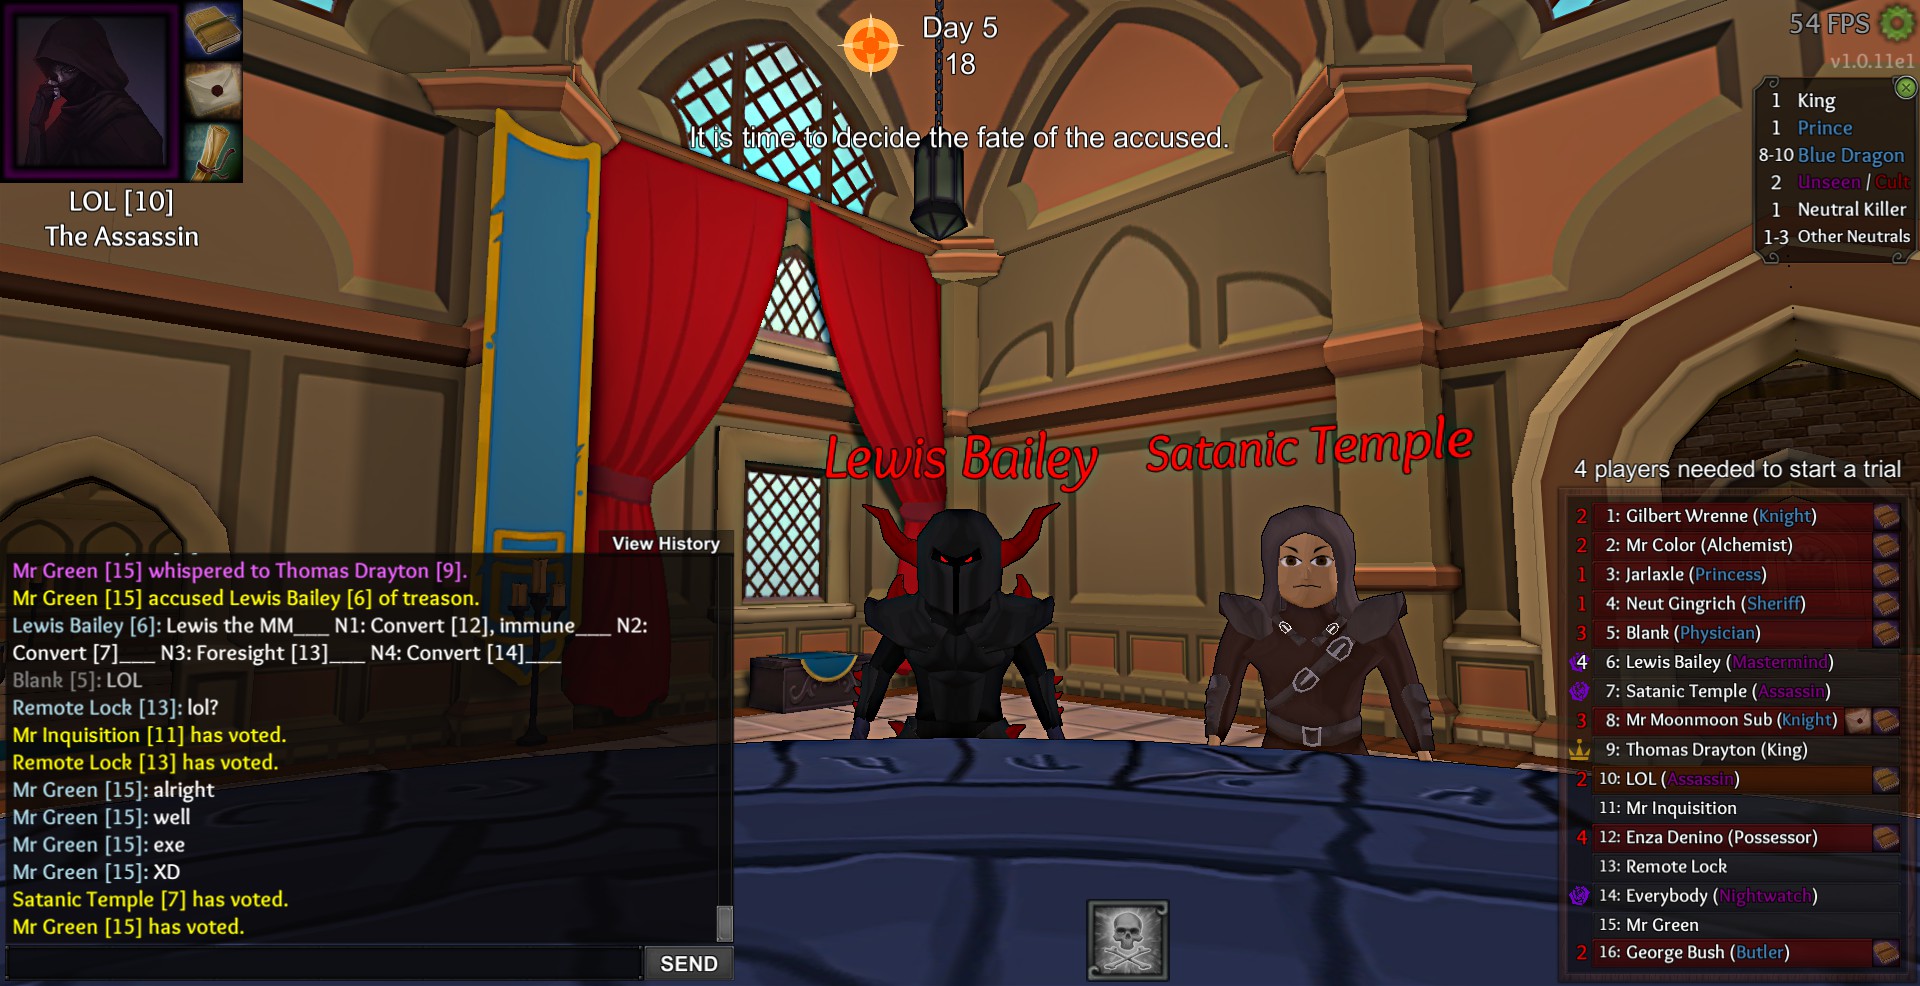 Day 5
18
54 FPS
v1.0.11e1
It is time to decide the fate of the accused.
LOL [10]
The Assassin
1 King
1 Prince
8-10 Blue Dragon
2 Unseen / Cult
1 Neutral Killer
1-3 Other Neutrals
Lewis Bailey
Satanic Temple
View History
Mr Green [15] whispered to Thomas Drayton [9].
Mr Green [15] accused Lewis Bailey [6] of treason.
Lewis Bailey [6]: Lewis the MM___ N1: Convert [12], immune___ N2:
Convert [7]___ N3: Foresight [13]___ N4: Convert [14]___
Blank [5]: LOL
Remote Lock [13]: lol?
Mr Inquisition [11] has voted.
Remote Lock [13] has voted.
Mr Green [15]: alright
Mr Green [15]: well
Mr Green [15]: exe
Mr Green [15]: XD
Satanic Temple [7] has voted.
Mr Green [15] has voted.
SEND
4 players needed to start a trial
2 1: Gilbert Wrenne (Knight)
2 2: Mr Color (Alchemist)
1 3: Jarlaxle (Princess)
1 4: Neut Gingrich (Sheriff)
3 5: Blank (Physician)
4 6: Lewis Bailey (Mastermind)
7: Satanic Temple (Assassin)
3 8: Mr Moonmoon Sub (Knight)
9: Thomas Drayton (King)
2 10: LOL (Assassin)
11: Mr Inquisition
4 12: Enza Denino (Possessor)
13: Remote Lock
14: Everybody (Nightwatch)
15: Mr Green
2 16: George Bush (Butler)